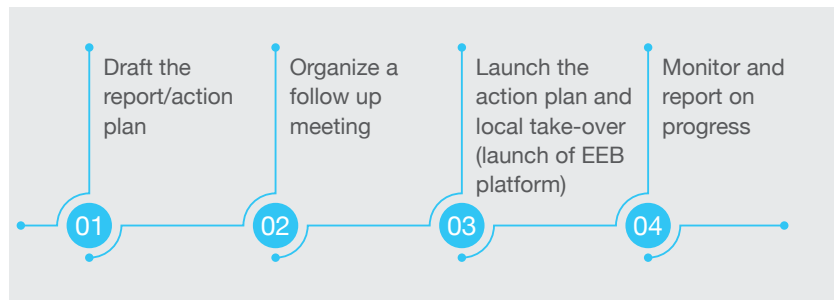 Draft the
report/action
plan
Organize a
follow up
meeting
Launch the
action plan and
local take-over
(launch of EEB
platform)
Monitor and
report on
progress
01
02
03
04